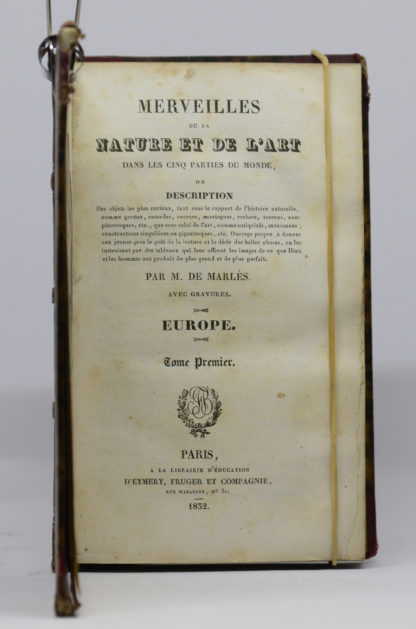 MERVEILLES
DE LA
NATURE ET DE L'ART
DANS LES CINQ PARTIES DU MONDE,
OU
DESCRIPTION
Des objets les plus curieux, tant sous le rapport de l'histoire naturelle,
comme grottes, cascades, sources, montagnes, rochers, torrens, vues
pittoresques, etc., que sous celui de l'art, comme antiquités, monumens,
constructions singulières ou gigantesques, etc. Ouvrage propre à donner
aux jeunes gens le goût de la lecture et le désir des belles choses, en les
instruisant par des tableaux qui leur offrent les images de ce que Dieu
et les hommes ont produit de plus grand et de plus parfait.
PAR M. DE MARLÈS.
AVEC GRAVURES.
EUROPE.
Tome Premier.
PARIS,
A LA LIBRAIRIE D'ÉDUCATION
D'EYMERY, FRUGER ET COMPAGNIE,
RUE MAZARINE, Nº 30.
1832.